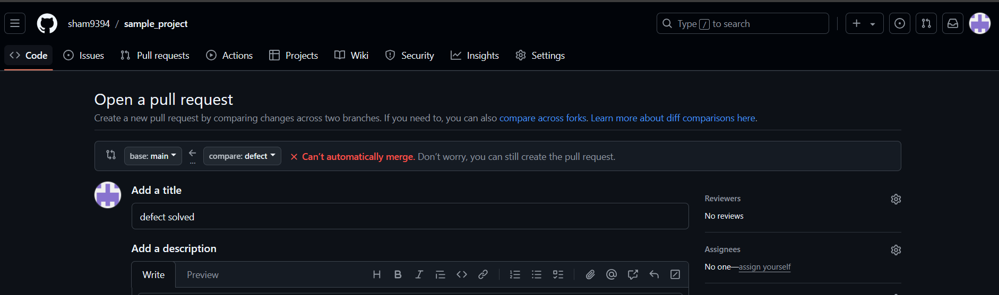 sham9394 / sample_project
Type / to search
Code Issues Pull requests Actions Projects Wiki Security Insights Settings
Open a pull request
Create a new pull request by comparing changes across two branches. If you need to, you can also compare across forks. Learn more about diff comparisons here.
base: main compare: defect Can’t automatically merge. Don’t worry, you can still create the pull request.
Add a title
defect solved
Add a description
Write Preview
Reviewers
No reviews
Assignees
No one—assign yourself